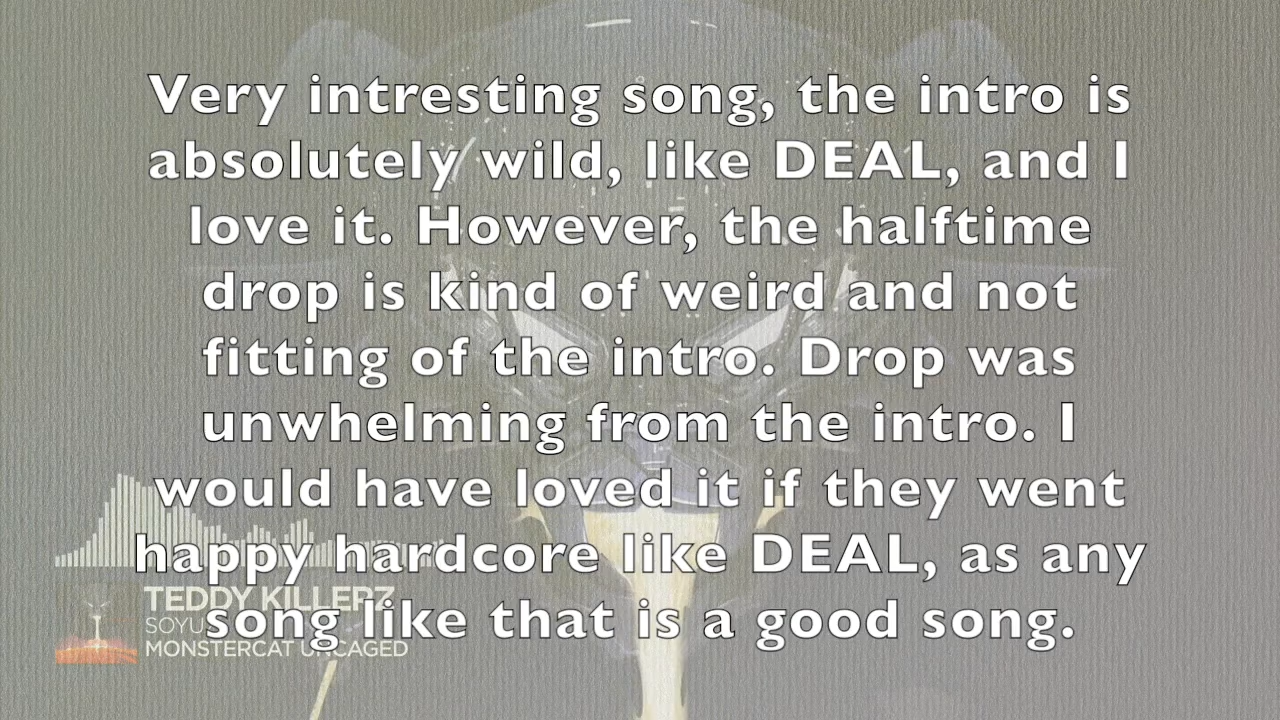 Very intresting song, the intro is
absolutely wild, like DEAL, and I
love it. However, the halftime
drop is kind of weird and not
fitting of the intro. Drop was
unwhelming from the intro. I
would have loved it if they went
happy hardcore like DEAL, as any
song like that is a good song.
TEDDY KILLERZ
MONSTERCAT UNCAGED